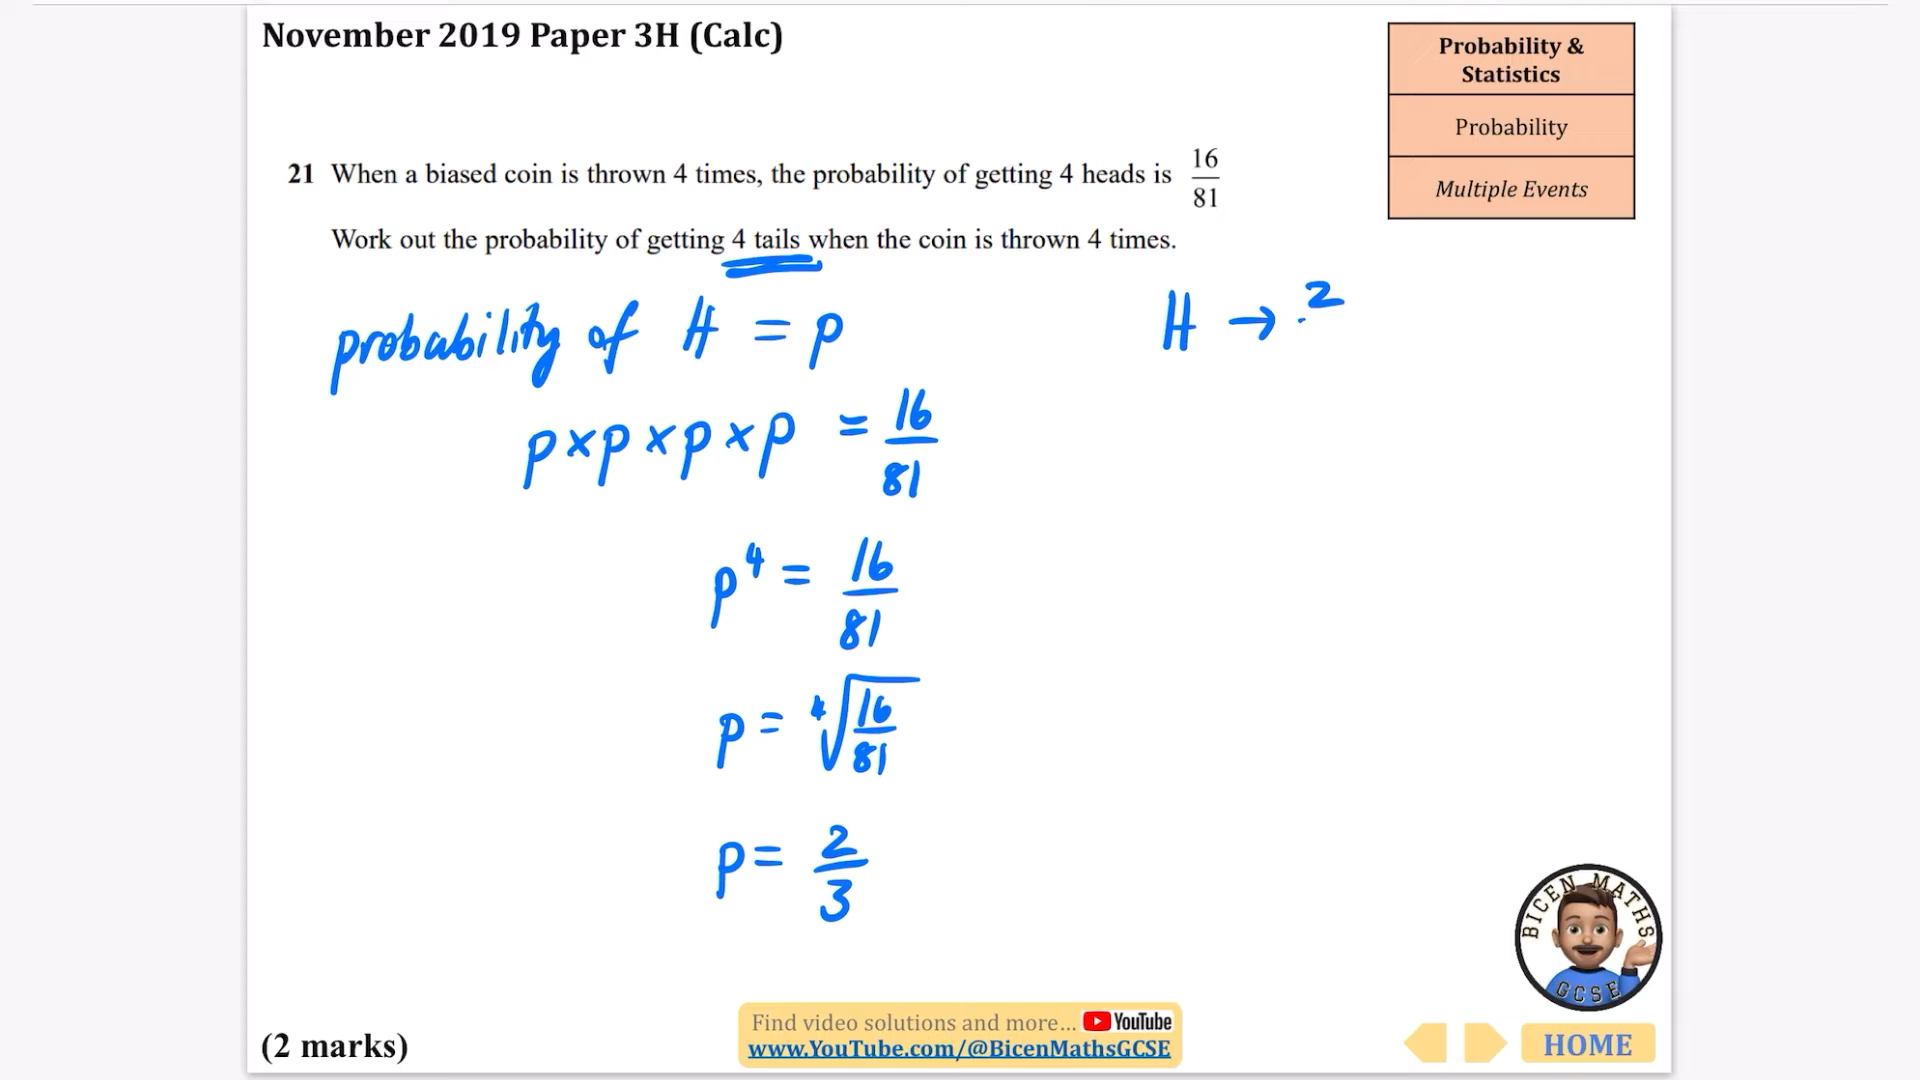 November 2019 Paper 3H (Calc)
Probability &
Statistics
Probability
Multiple Events
21 When a biased coin is thrown 4 times, the probability of getting 4 heads is 16/81
Work out the probability of getting 4 tails when the coin is thrown 4 times.
probability of H = p
H → 2
p × p × p × p = 16/81
p⁴ = 16/81
p = ⁴√(16/81)
p = 2/3
BICEN MATHS
GCSE
(2 marks)
Find video solutions and more... YouTube
www.YouTube.com/@BicenMathsGCSE
HOME